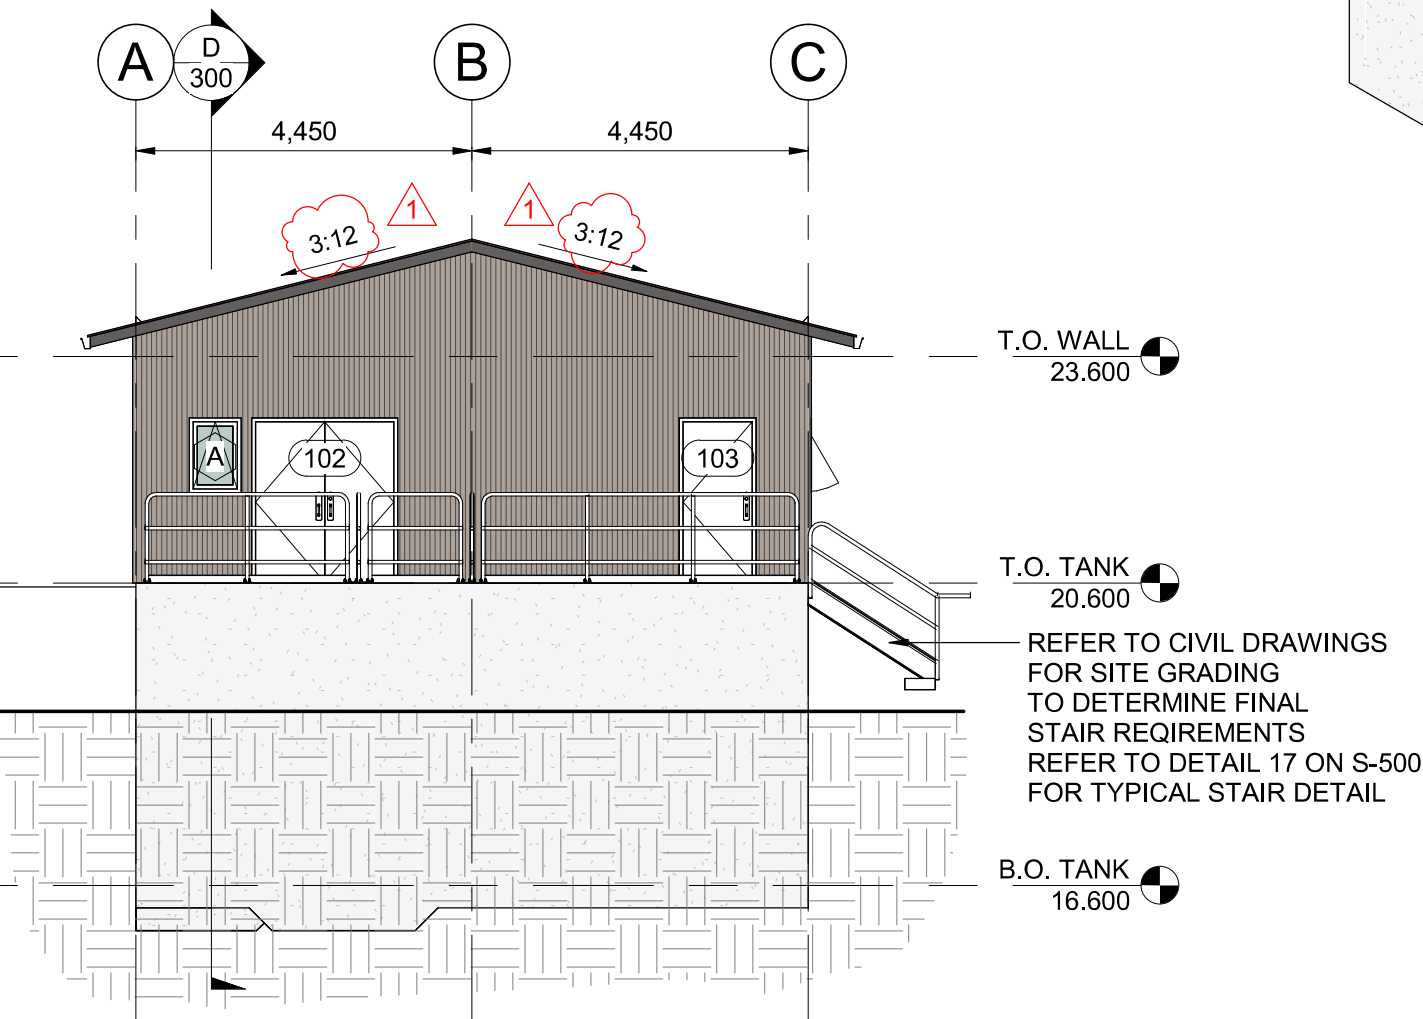 A
D
300
B
C
4,450
4,450
1
1
3:12
3:12
T.O. WALL
23.600
A
102
103
T.O. TANK
20.600
REFER TO CIVIL DRAWINGS
FOR SITE GRADING
TO DETERMINE FINAL
STAIR REQIREMENTS
REFER TO DETAIL 17 ON S-500
FOR TYPICAL STAIR DETAIL
B.O. TANK
16.600